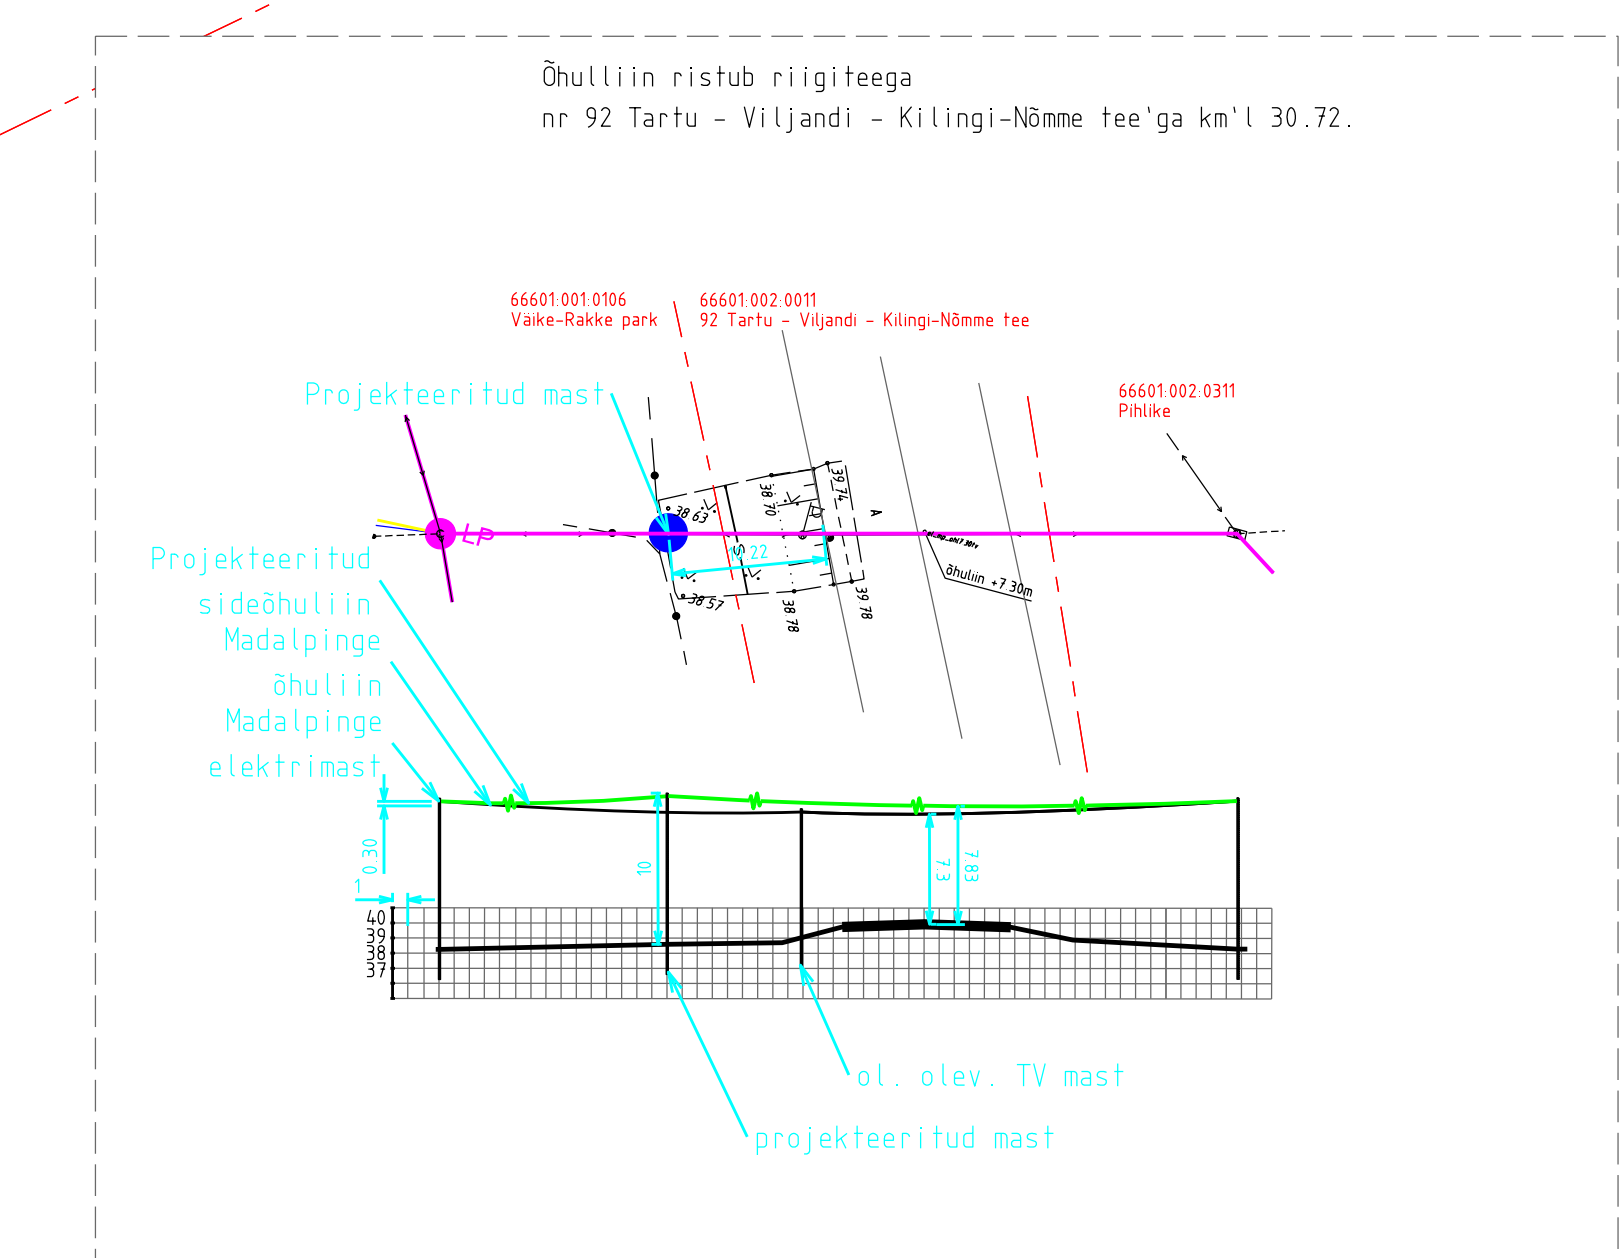 Õhulliin ristub riigiteega
nr 92 Tartu - Viljandi - Kilingi-Nõmme tee'ga km'l 30.72.
66601:001:0106
Väike-Rakke park
66601:002:0011
92 Tartu - Viljandi - Kilingi-Nõmme tee
66601:002:0311
Pihlike
Projekteeritud mast
38.63
38.70
39.74
A
LP
S
õhuliin +7.30m
38.57
38.78
39.78
Projekteeritud
sideõhuliin
Madalpinge
õhuliin
Madalpinge
elektrimast
0.30
1
10
7.3
7.83
40
39
38
37
ol. olev. TV mast
projekteeritud mast